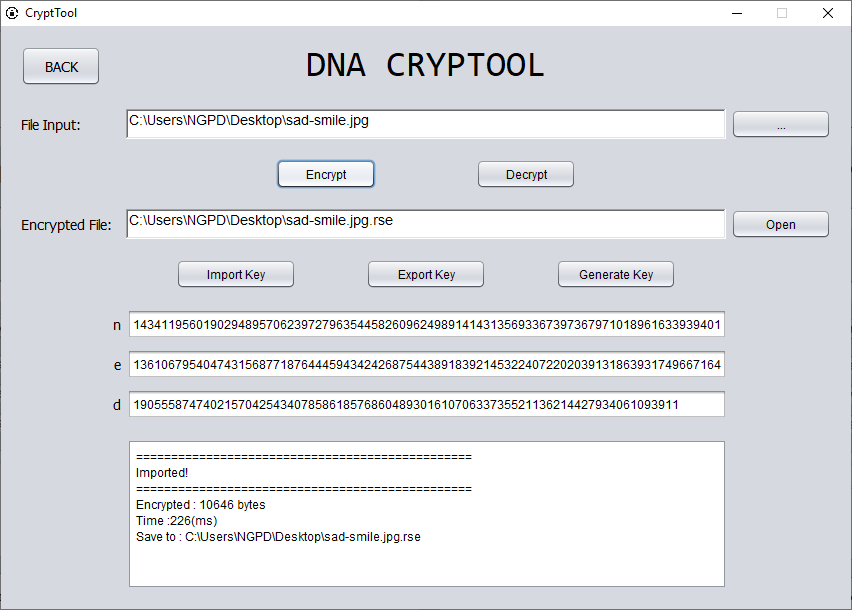 CryptTool
BACK
DNA CRYPTOOL
File Input:
C:\Users\NGPD\Desktop\sad-smile.jpg
...
Encrypt
Decrypt
Encrypted File:
C:\Users\NGPD\Desktop\sad-smile.jpg.rse
Open
Import Key
Export Key
Generate Key
n
143411956019029489570623972796354458260962498914143135693367397367971018961633939401
e
136106795404743156877187644459434242687544389183921453224072202039131863931749667164
d
190555874740215704254340785861857686048930161070633735521136214427934061093911
================================================
Imported!
================================================
Encrypted : 10646 bytes
Time :226(ms)
Save to : C:\Users\NGPD\Desktop\sad-smile.jpg.rse